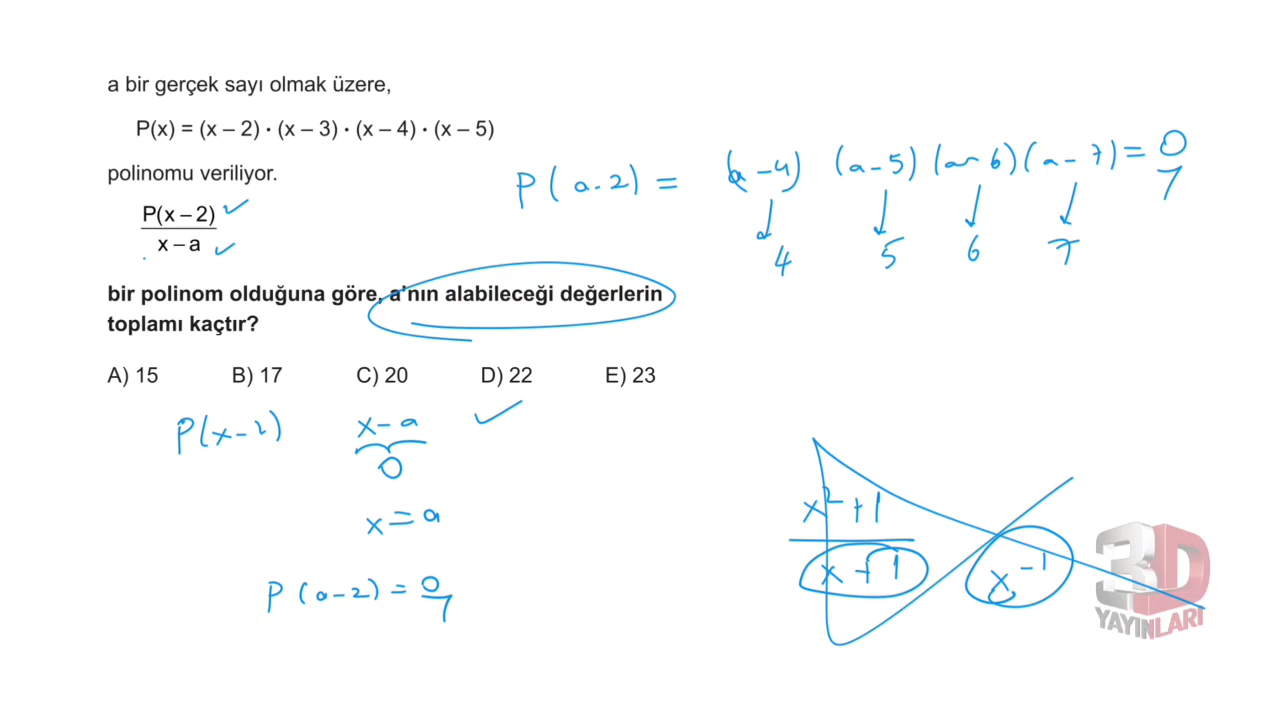 a bir gerçek sayı olmak üzere,
P(x) = (x – 2) · (x – 3) · (x – 4) · (x – 5)
polinomu veriliyor.
P(x – 2)
x – a
bir polinom olduğuna göre, a'nın alabileceği değerlerin
toplamı kaçtır?
A) 15 B) 17 C) 20 D) 22 E) 23
P(a-2) = (a-4) (a-5) (a-6) (a-7) = 0
4 5 6 7
P(x-2) x-a
0
x = a
P(a-2) = 0
x²+1
x+1 x⁻¹
3D
YAYINLARI